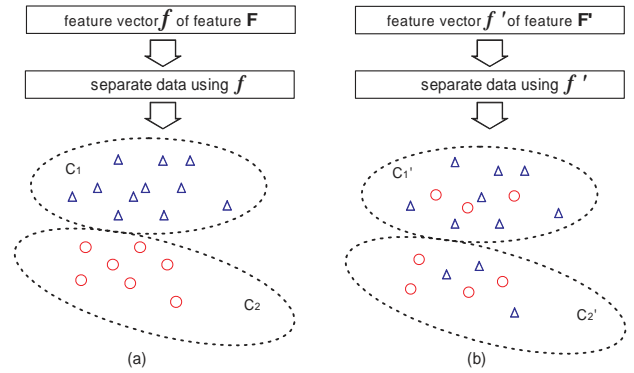 feature vector f of feature F
separate data using f
C1
C2
(a)
feature vector f ' of feature F'
separate data using f '
C1'
C2'
(b)